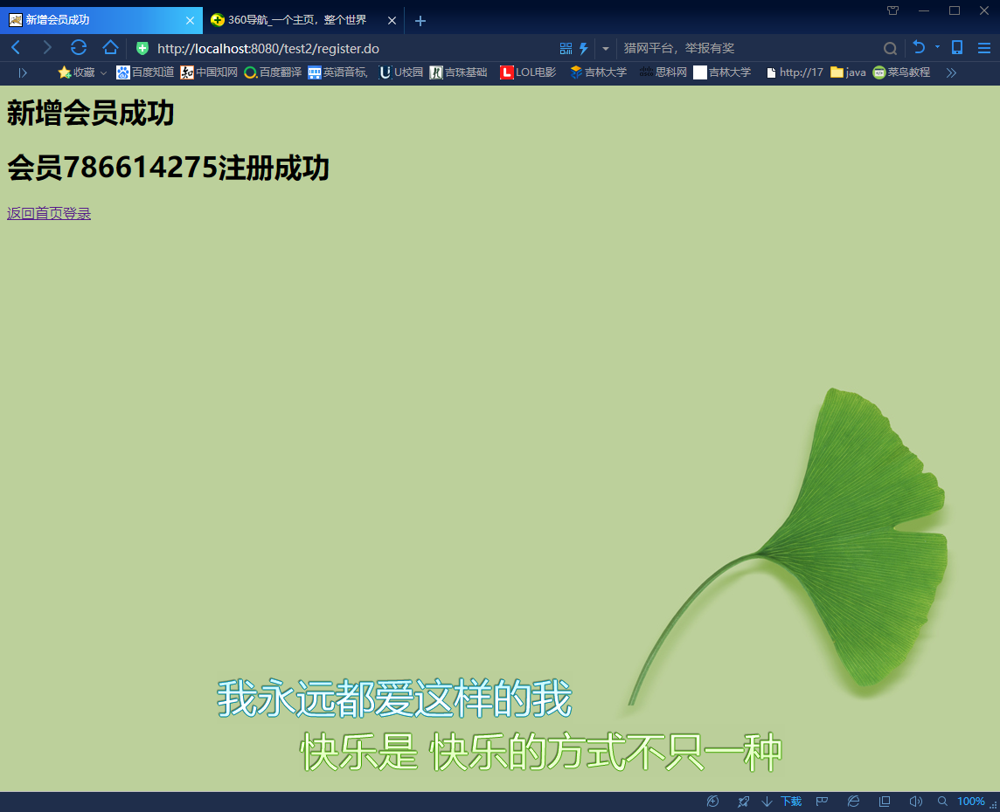 新增会员成功
360导航_一个主页，整个世界
http://localhost:8080/test2/register.do
猎网平台，举报有奖
收藏 百度知道 中国知网 百度翻译 英语音标, U校园 吉珠基础 LOL电影 吉林大学 思科网 吉林大学 http://17 java 菜鸟教程
新增会员成功
会员786614275注册成功
返回首页登录
我永远都爱这样的我
快乐是 快乐的方式不只一种
下载 100%